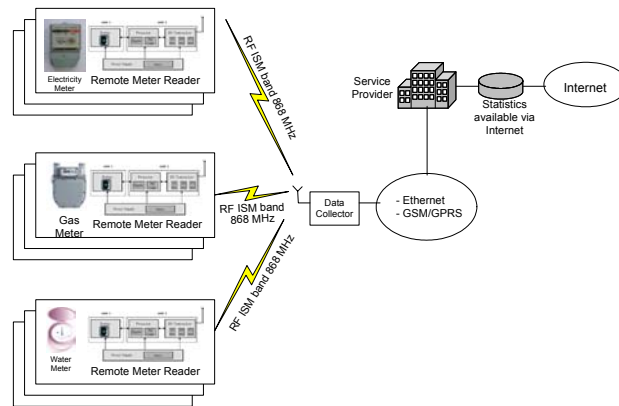 Electricity
Meter
Remote Meter Reader
RF ISM band 868 MHz
Gas
Meter
Remote Meter Reader
RF ISM band
868 MHz
Water
Meter
Remote Meter Reader
RF ISM band 868 MHz
Data
Collector
- Ethernet
- GSM/GPRS
Service
Provider
Statistics
available via
Internet
Internet